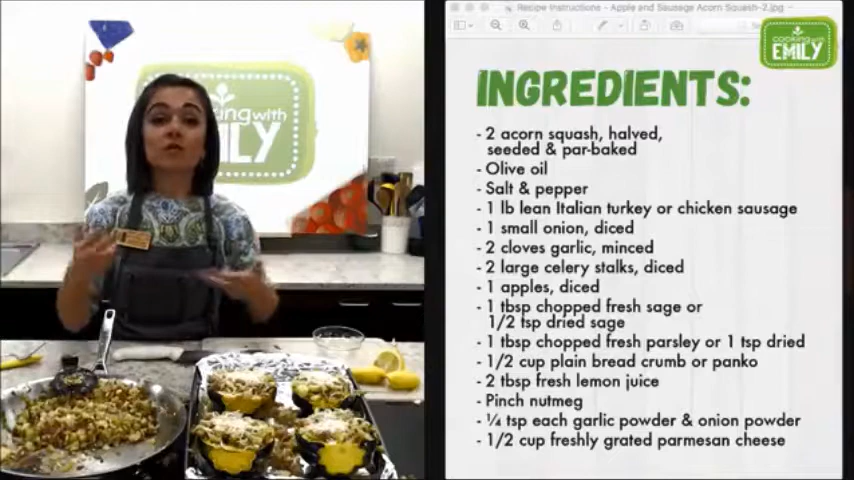 Recipe Instructions - Apple and Sausage Acorn Squash-2.jpg
cooking with
EMILY
king with
ILY
INGREDIENTS:
- 2 acorn squash, halved,
seeded & par-baked
- Olive oil
- Salt & pepper
- 1 lb lean Italian turkey or chicken sausage
- 1 small onion, diced
- 2 cloves garlic, minced
- 2 large celery stalks, diced
- 1 apples, diced
- 1 tbsp chopped fresh sage or
1/2 tsp dried sage
- 1 tbsp chopped fresh parsley or 1 tsp dried
- 1/2 cup plain bread crumb or panko
- 2 tbsp fresh lemon juice
- Pinch nutmeg
- ¼ tsp each garlic powder & onion powder
- 1/2 cup freshly grated parmesan cheese